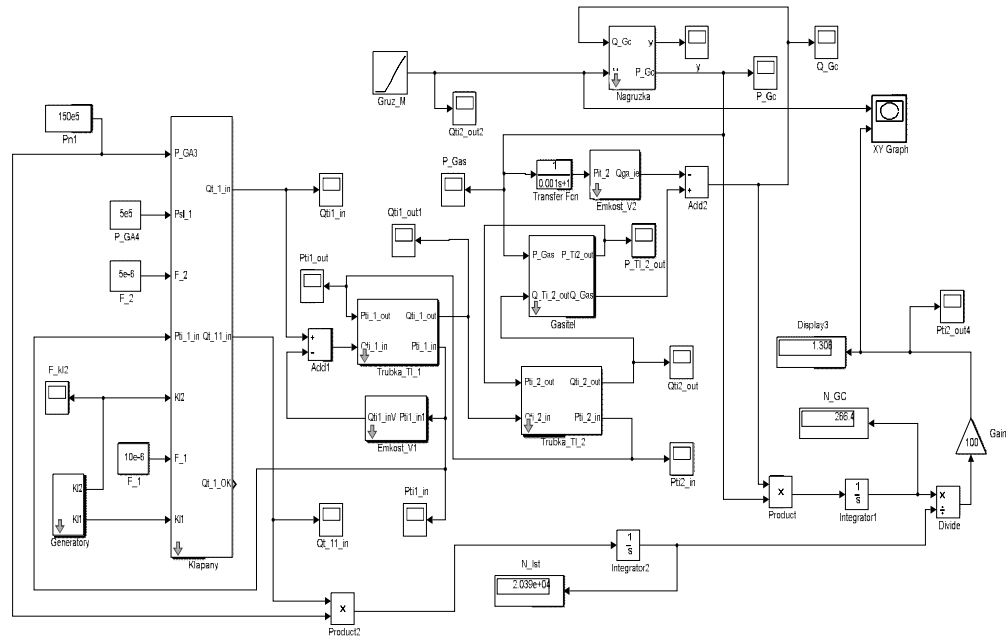 Q_Gc
y
P_Gc
Nagruzka
y
P_Gc
Q_Gc
Gruz_M
Qti2_out2
XY Graph
150e5
Pn1
P_GA3
Qt_1_in
Qti1_in
5e5
P_GA4
Psl_1
5e-6
F_2
F_2
Pti_1_in
Qt_11_in
F_kl2
Kl2
10e-6
F_1
F_1
Qt_1_OK
Kl2
Kl1
Generatory
Kl1
Klapany
P_Gas
1
0.001s+1
Transfer Fcn
Pit_2
Qga_ie
Emkost_V2
-
+
Add2
Qti1_out1
P_Gas
P_Ti2_out
Q_Ti_2_out
Q_Gas
Gasitel
P_TI_2_out
Pti1_out
Pti_1_out
Qti_1_out
Qti_1_in
Pti_1_in
Trubka_TI_1
+
-
Add1
Qti1_inV
Pti1_in1
Emkost_V1
Pti_2_out
Qti_2_out
Qti_2_in
Pti_2_in
Trubka_TI_2
Qti2_out
Pti2_in
Pti1_in
Qt_11_in
Display3
1.306
Pti2_out4
N_GC
266.4
100
Gain
x
Product
1
s
Integrator1
x
÷
Divide
1
s
Integrator2
N_Ist
2.039e+04
x
Product2